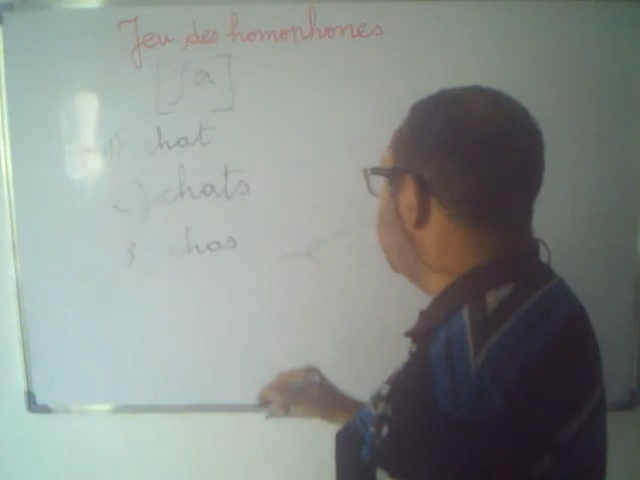 Jeu des homophones
[ʃa]
1) chat
2) chats
3 chas